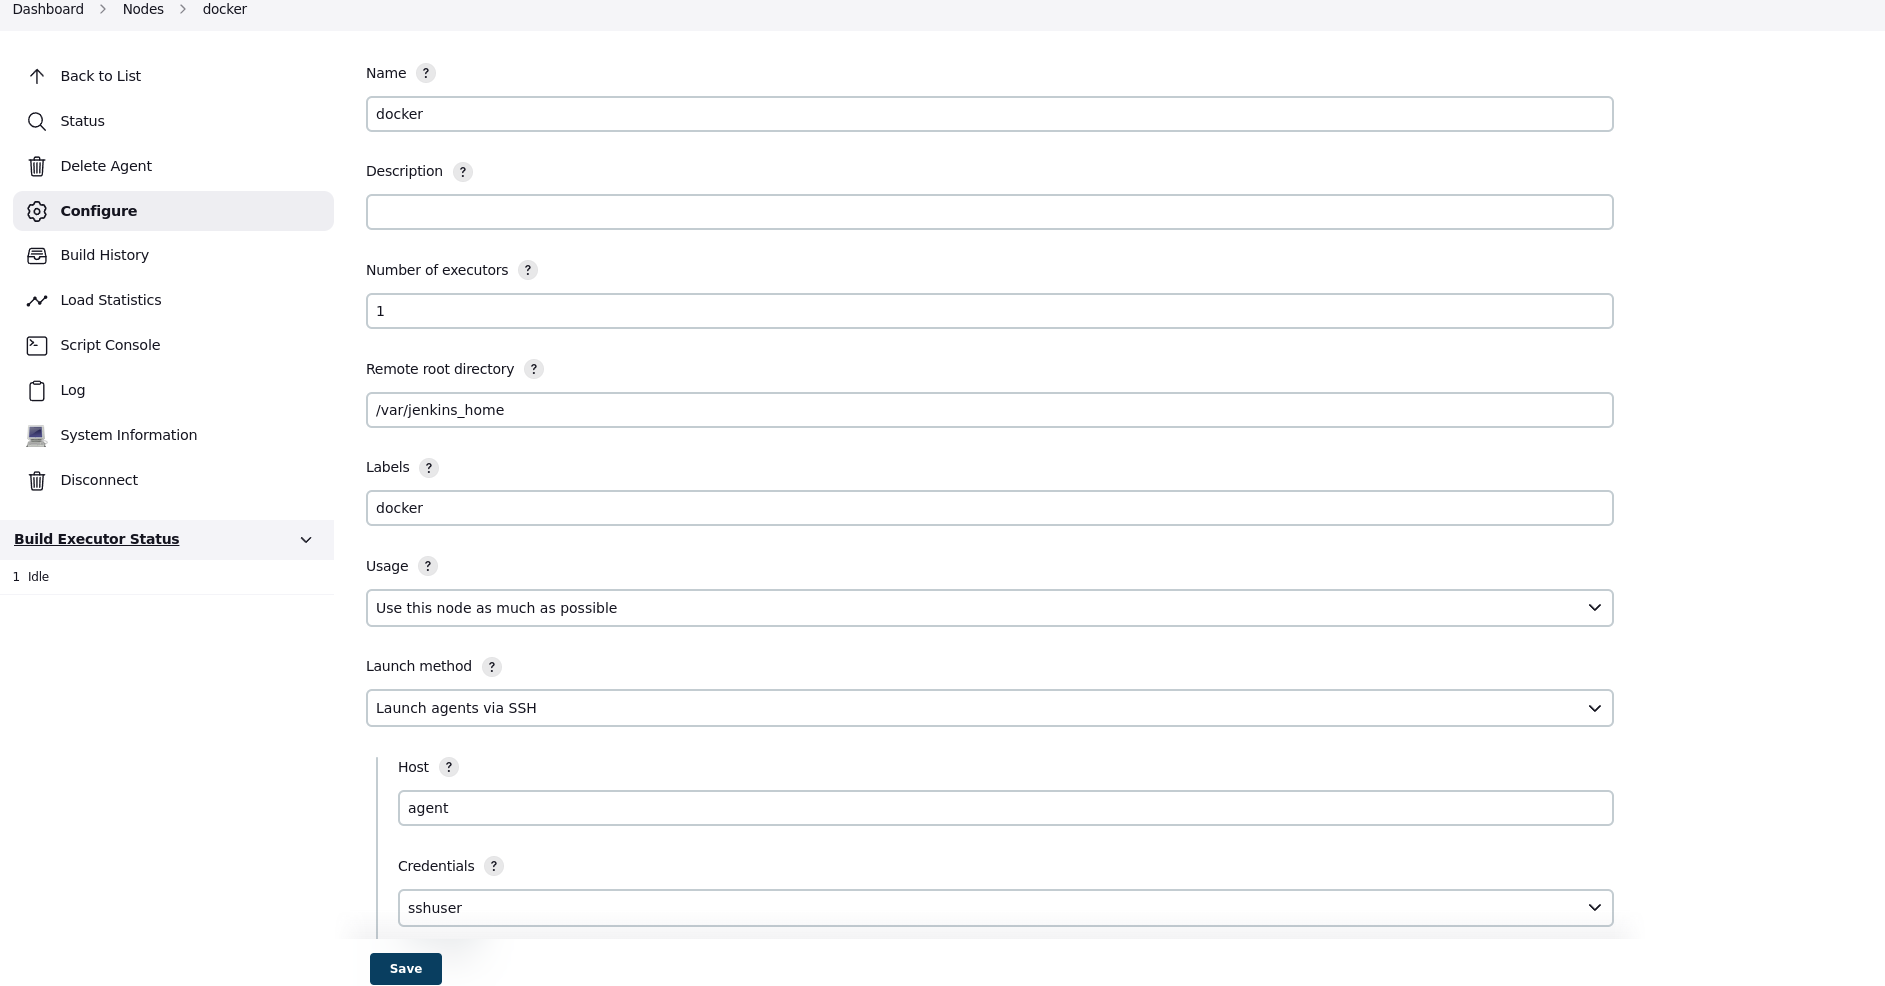 Dashboard > Nodes > docker
Back to List
Status
Delete Agent
Configure
Build History
Load Statistics
Script Console
Log
System Information
Disconnect
Build Executor Status
1 Idle
Name ?
docker
Description ?
Number of executors ?
1
Remote root directory ?
/var/jenkins_home
Labels ?
docker
Usage ?
Use this node as much as possible
Launch method ?
Launch agents via SSH
Host ?
agent
Credentials ?
sshuser
Save